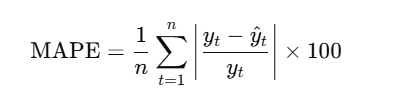 MAPE = \frac{1}{n} \sum_{t=1}^{n} \left| \frac{y_t - \hat{y}_t}{y_t} \right| \times 100